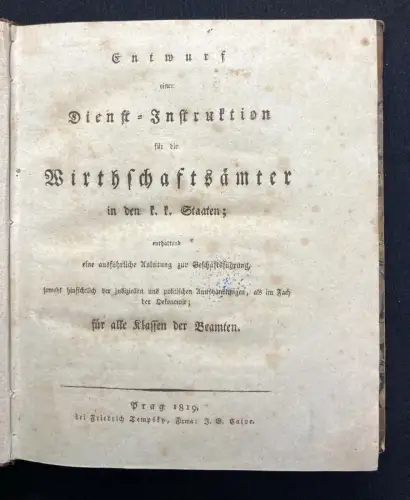 Entwurf
einer
Dienst-Instruktion
für die
Wirthschaftsämter
in den k. k. Staaten;
enthaltend
eine ausführliche Anleitung zur Geschäftsführung,
sowohl hinsichtlich der justiziellen und politischen Amtshandlungen, als im Fach
der Oekonomie;
für alle Klassen der Beamten.
Prag 1819,
bei Friedrich Tempsky, Firma: J. G. Calve.